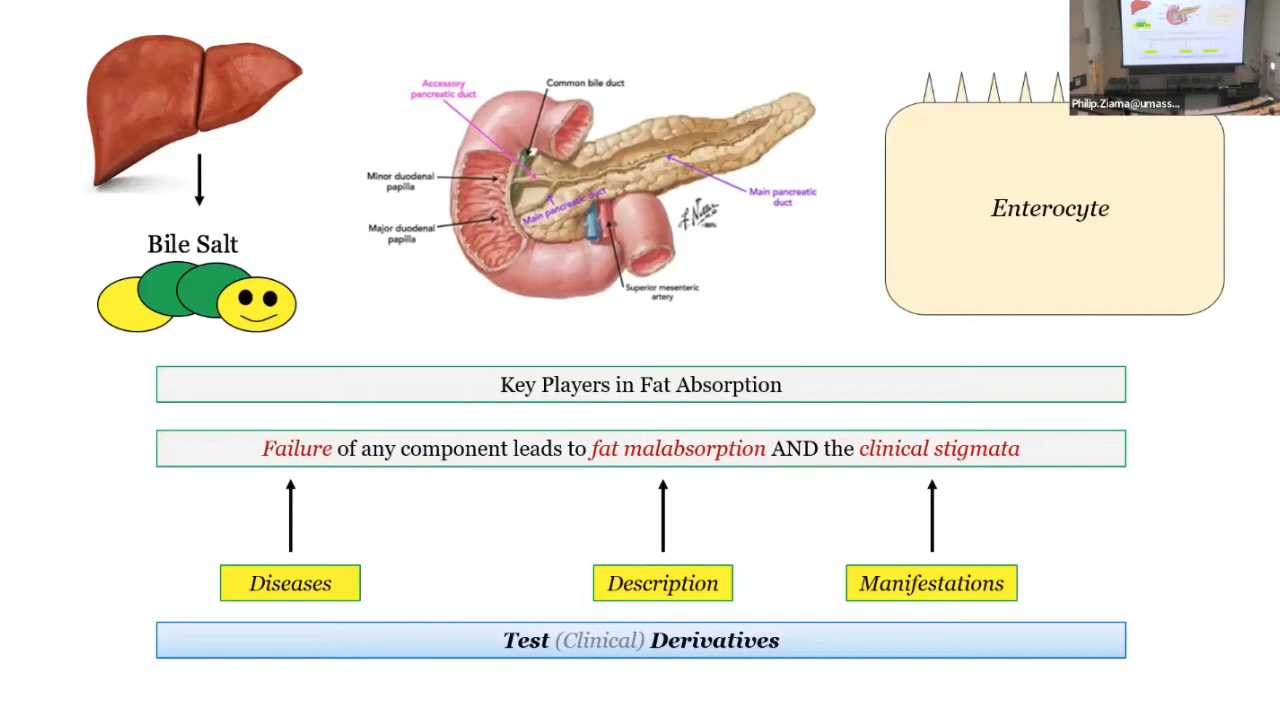 Philip.Ziama@umass...
Accessory
pancreatic duct
Common bile duct
Minor duodenal
papilla
Main pancreatic duct
Main pancreatic
duct
Major duodenal
papilla
Superior mesenteric
artery
Enterocyte
Bile Salt
Key Players in Fat Absorption
Failure of any component leads to fat malabsorption AND the clinical stigmata
Diseases
Description
Manifestations
Test (Clinical) Derivatives